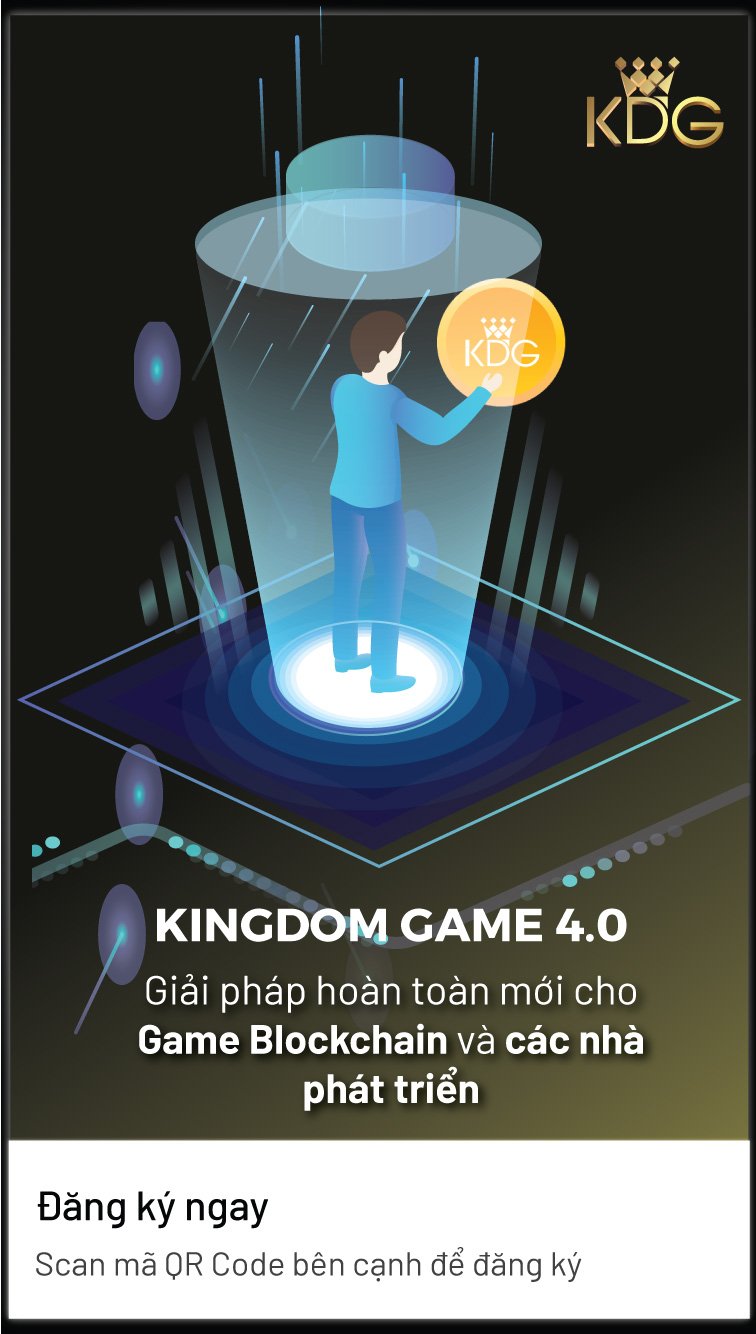 KDG
KDG
KINGDOM GAME 4.0
Giải pháp hoàn toàn mới cho
Game Blockchain và các nhà
phát triển
Đăng ký ngay
Scan mã QR Code bên cạnh để đăng ký